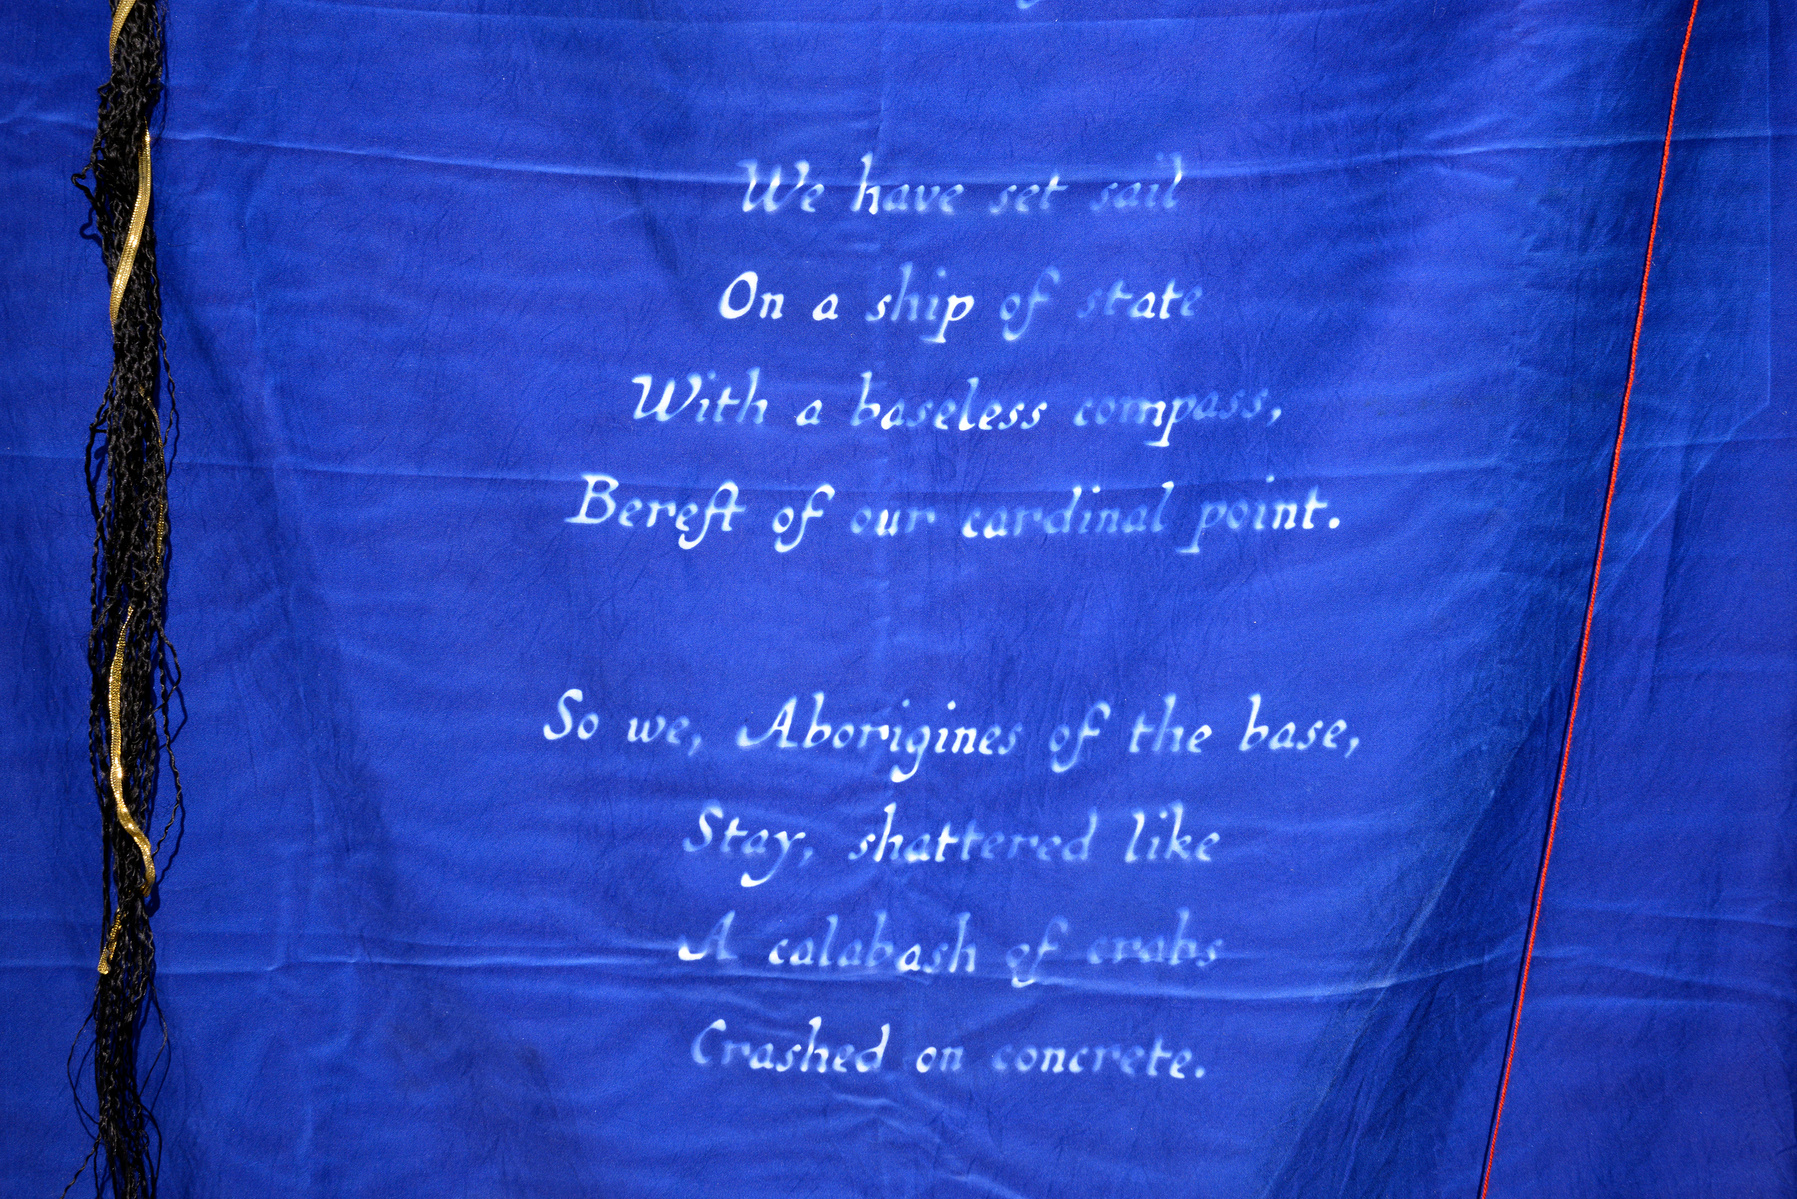 We have set sail
On a ship of state
With a baseless compass,
Bereft of our cardinal point.
So we, Aborigines of the base,
Stay, shattered like
A calabash of crabs
Crashed on concrete.